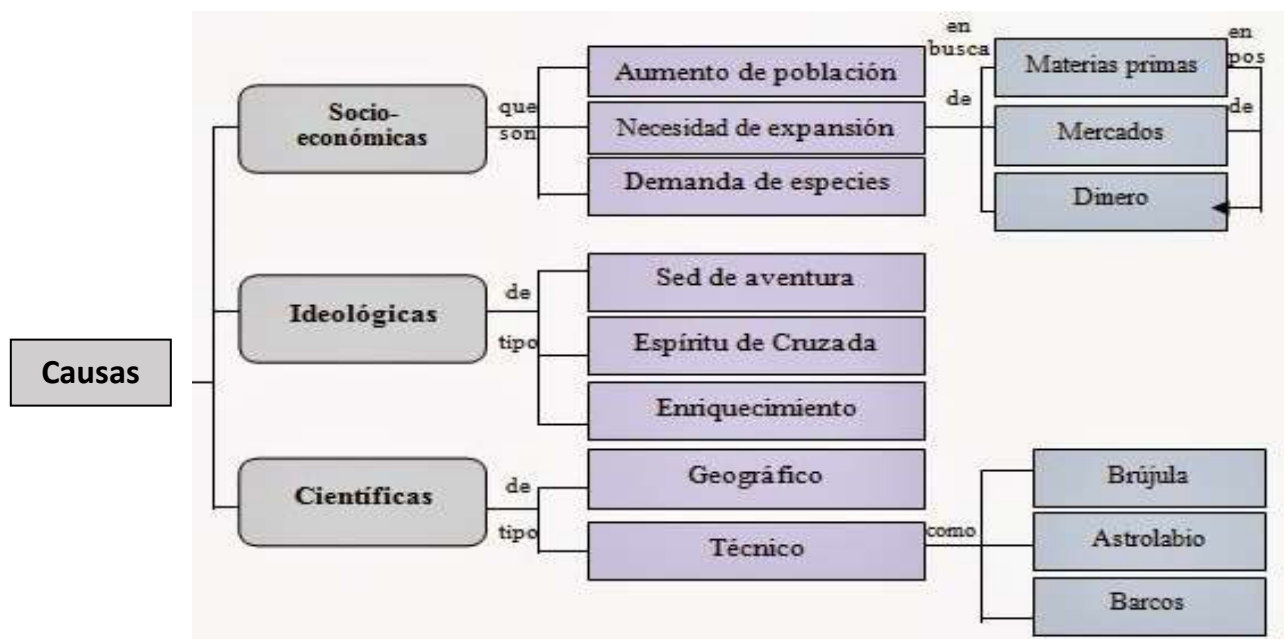 Causas
Socio-
económicas
que
son
Aumento de población
Necesidad de expansión
Demanda de especies
en
busca
de
Materias primas
Mercados
Dinero
en
pos
de
Ideológicas
de
tipo
Sed de aventura
Espíritu de Cruzada
Enriquecimiento
Científicas
de
tipo
Geográfico
Técnico
como
Brújula
Astrolabio
Barcos